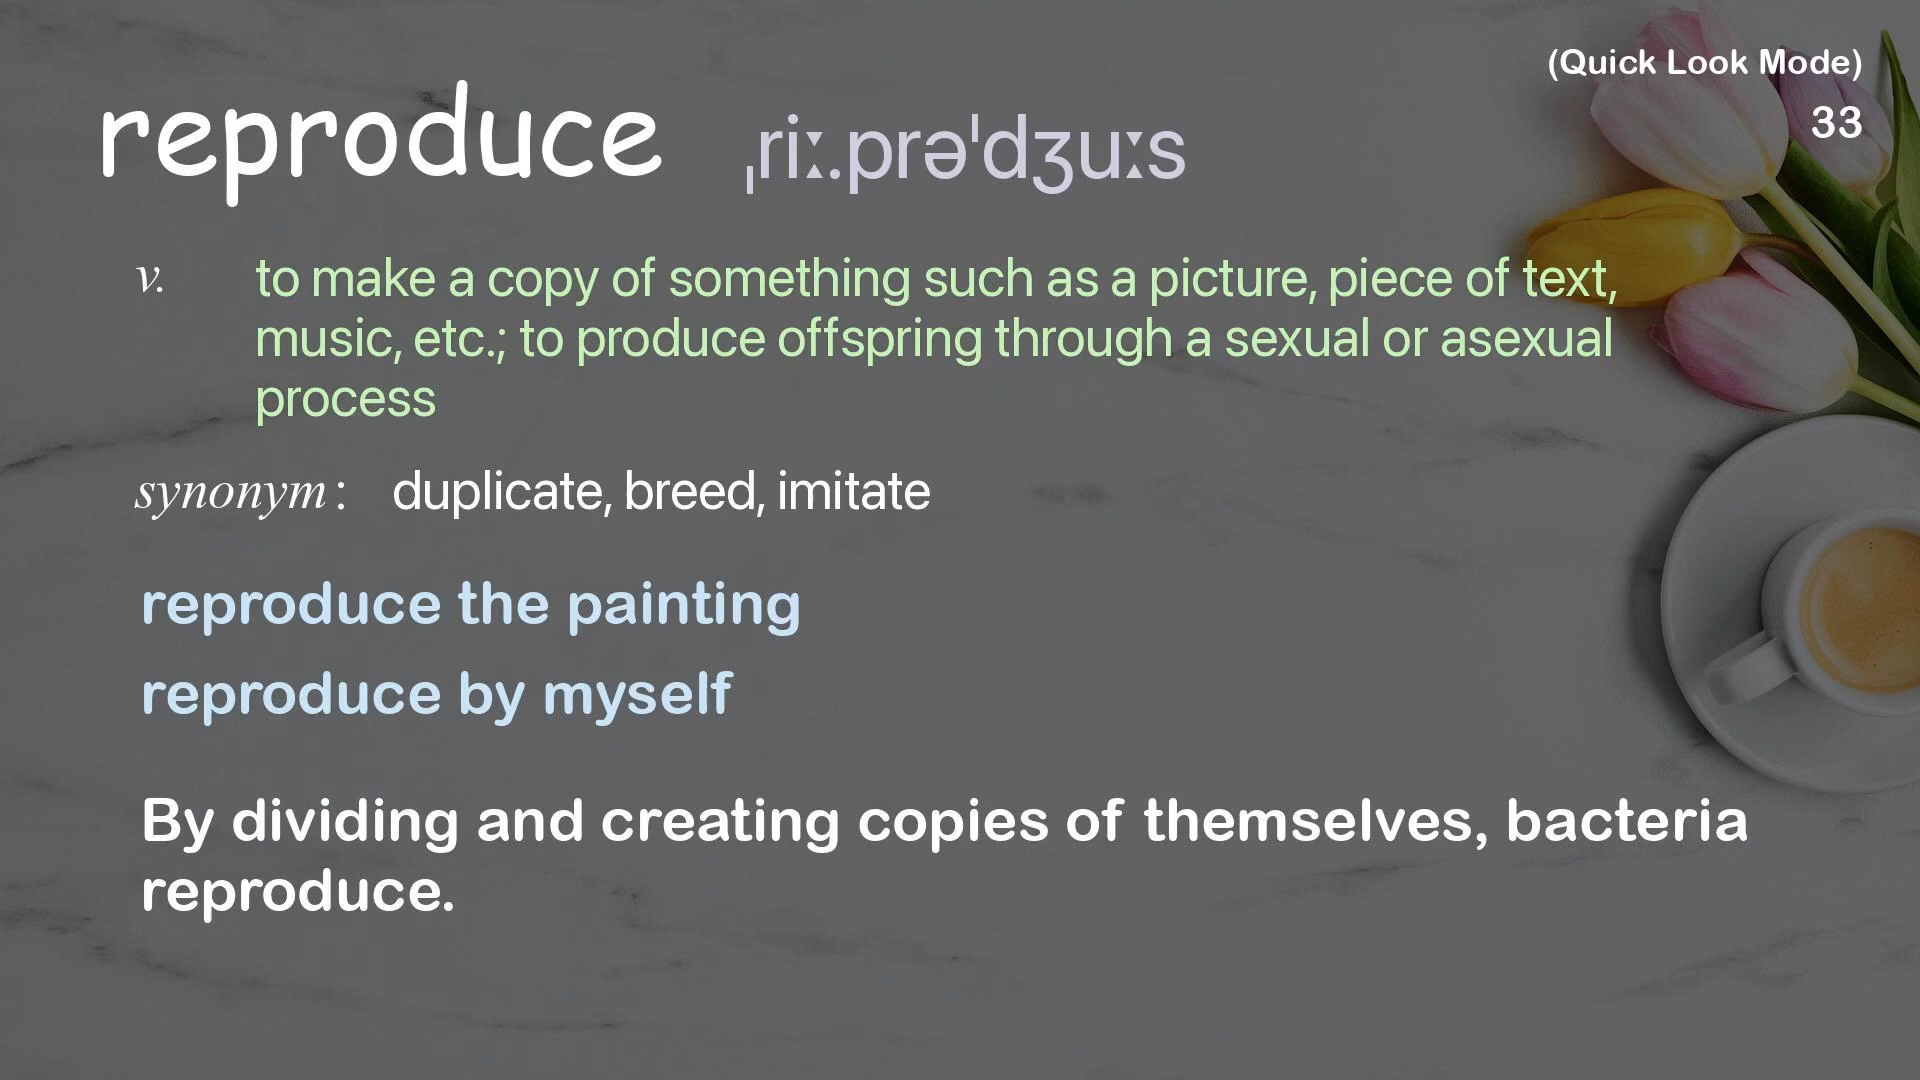 (Quick Look Mode)
reproduce ˌriː.prəˈdʒuːs 33
v. to make a copy of something such as a picture, piece of text,
music, etc.; to produce offspring through a sexual or asexual
process
synonym : duplicate, breed, imitate
reproduce the painting
reproduce by myself
By dividing and creating copies of themselves, bacteria
reproduce.